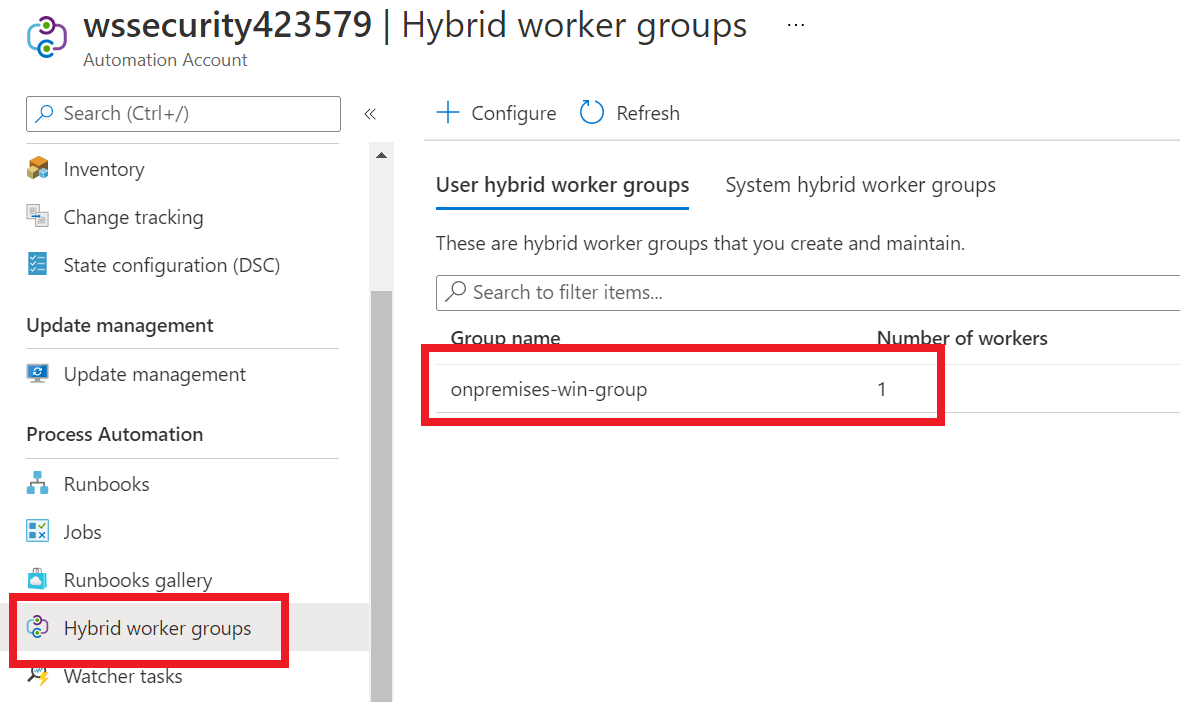 wssecurity423579 | Hybrid worker groups ...
Automation Account
Search (Ctrl+/)
«
Inventory
Change tracking
State configuration (DSC)
Update management
Update management
Process Automation
Runbooks
Jobs
Runbooks gallery
Hybrid worker groups
Watcher tasks
Configure Refresh
User hybrid worker groups System hybrid worker groups
These are hybrid worker groups that you create and maintain.
Search to filter items...
Group name Number of workers
onpremises-win-group 1